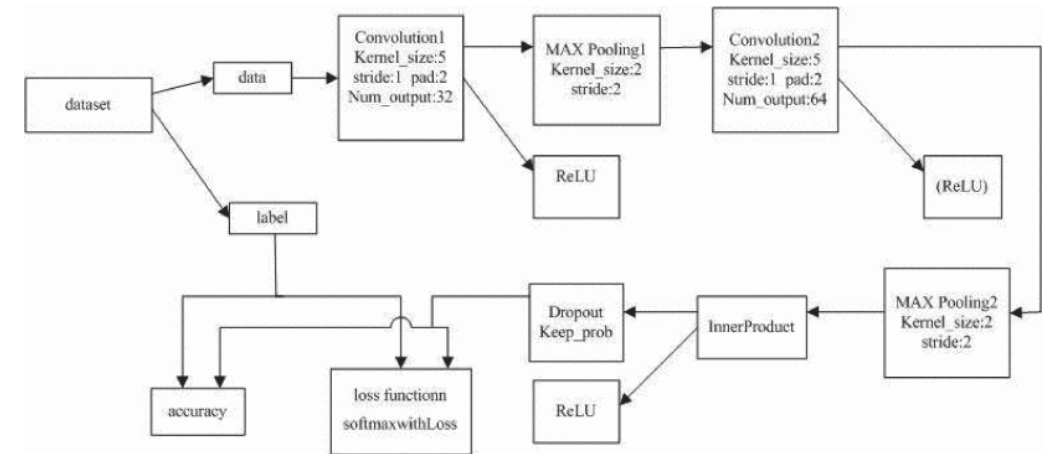 dataset
data
Convolution1
Kernel_size:5
stride:1 pad:2
Num_output:32
MAX Pooling1
Kernel_size:2
stride:2
Convolution2
Kernel_size:5
stride:1 pad:2
Num_output:64
ReLU
(ReLU)
label
MAX Pooling2
Kernel_size:2
stride:2
InnerProduct
Dropout
Keep_prob
ReLU
accuracy
loss functionn
softmaxwithLoss